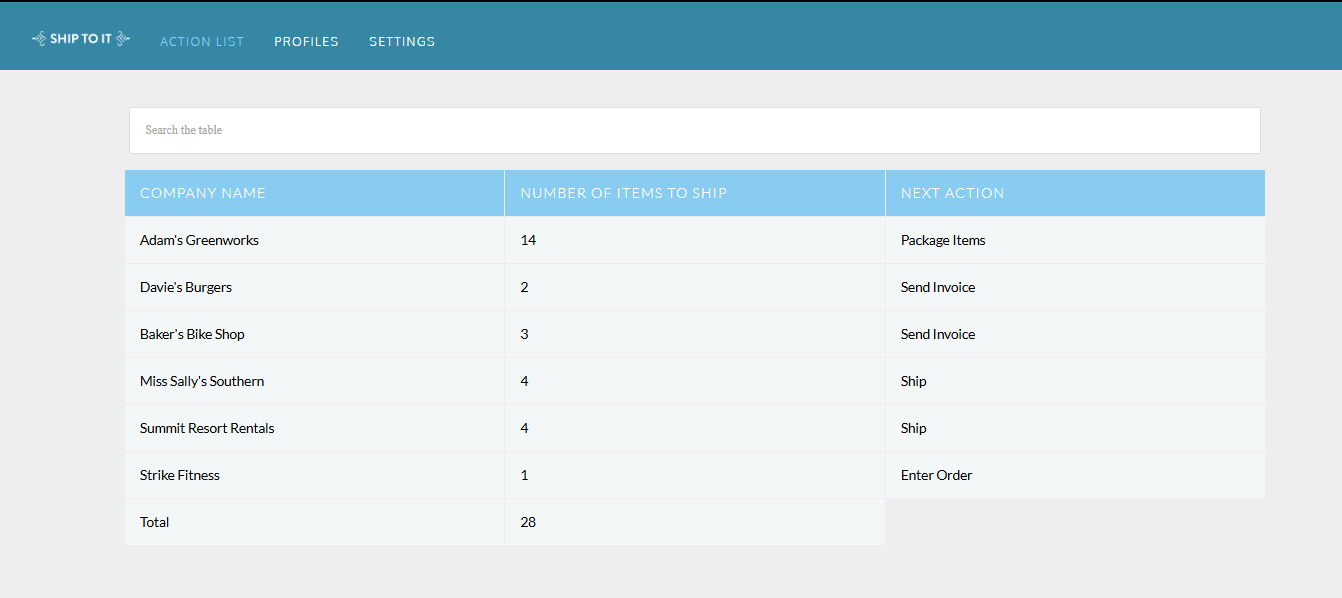 SHIP TO IT ACTION LIST PROFILES SETTINGS
Search the table
COMPANY NAME NUMBER OF ITEMS TO SHIP NEXT ACTION
Adam's Greenworks 14 Package Items
Davie's Burgers 2 Send Invoice
Baker's Bike Shop 3 Send Invoice
Miss Sally's Southern 4 Ship
Summit Resort Rentals 4 Ship
Strike Fitness 1 Enter Order
Total 28